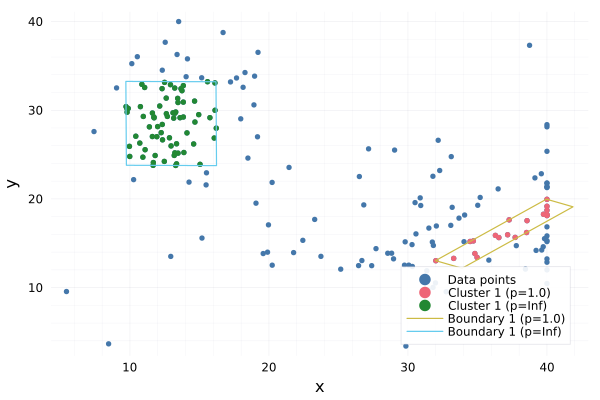 40
30
20
10
y
10
20
30
40
x
Data points
Cluster 1 (p=1.0)
Cluster 1 (p=Inf)
Boundary 1 (p=1.0)
Boundary 1 (p=Inf)